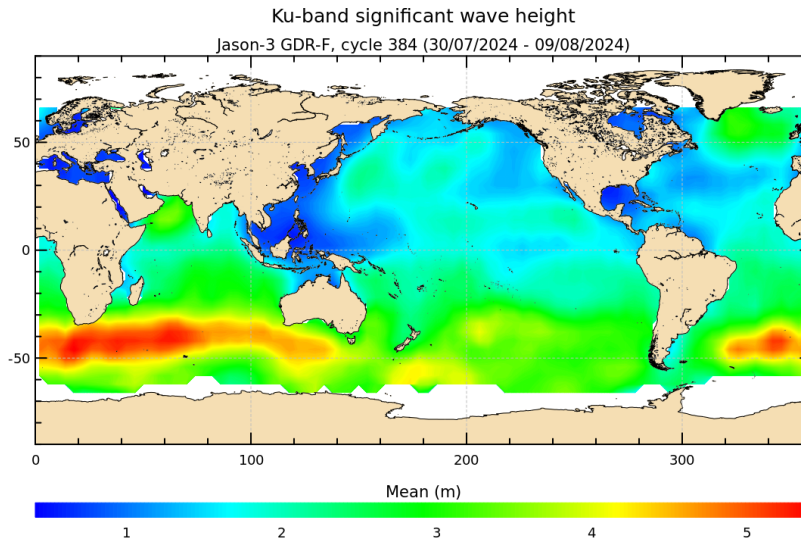 Ku-band significant wave height
Jason-3 GDR-F, cycle 384 (30/07/2024 - 09/08/2024)
50
0
-50
0 100 200 300
Mean (m)
1 2 3 4 5